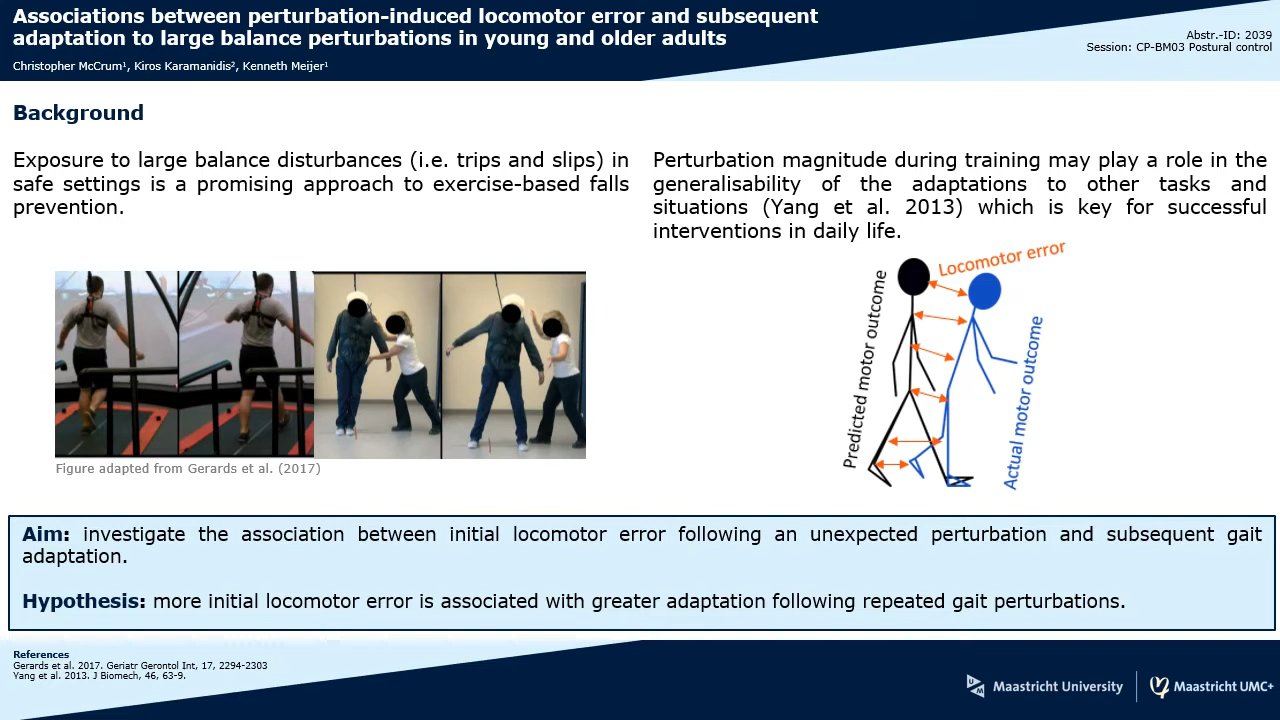 Associations between perturbation-induced locomotor error and subsequent
adaptation to large balance perturbations in young and older adults
Christopher McCrum¹, Kiros Karamanidis², Kenneth Meijer¹
Abstr.-ID: 2039
Session: CP-BM03 Postural control
Background
Exposure to large balance disturbances (i.e. trips and slips) in
safe settings is a promising approach to exercise-based falls
prevention.
Figure adapted from Gerards et al. (2017)
Perturbation magnitude during training may play a role in the
generalisability of the adaptations to other tasks and
situations (Yang et al. 2013) which is key for successful
interventions in daily life.
Locomotor error
Predicted motor outcome
Actual motor outcome
Aim: investigate the association between initial locomotor error following an unexpected perturbation and subsequent gait
adaptation.
Hypothesis: more initial locomotor error is associated with greater adaptation following repeated gait perturbations.
References
Gerards et al. 2017. Geriatr Gerontol Int, 17, 2294-2303
Yang et al. 2013. J Biomech, 46, 63-9.
Maastricht University
Maastricht UMC+